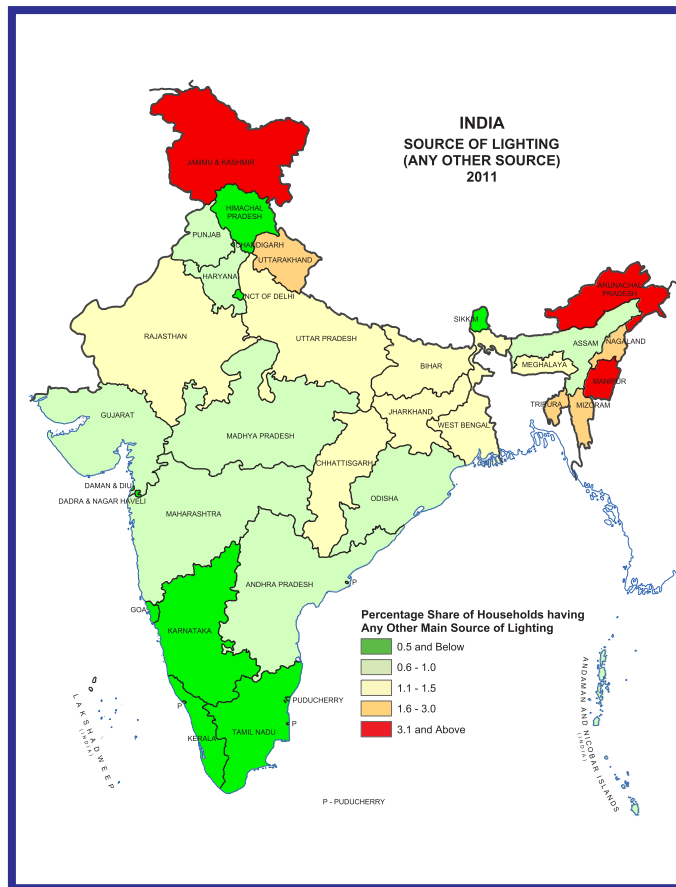 INDIA
SOURCE OF LIGHTING
(ANY OTHER SOURCE)
2011
JAMMU & KASHMIR
HIMACHAL
PRADESH
PUNJAB
CHANDIGARH
UTTARAKHAND
HARYANA
NCT OF DELHI
ARUNACHAL
PRADESH
SIKKIM
RAJASTHAN
UTTAR PRADESH
ASSAM
NAGALAND
BIHAR
MEGHALAYA
MANIPUR
TRIPURA
MIZORAM
GUJARAT
JHARKHAND
WEST BENGAL
MADHYA PRADESH
CHHATTISGARH
DAMAN & DIU
DADRA & NAGAR HAVELI
ODISHA
MAHARASHTRA
ANDHRA PRADESH
P
GOA
KARNATAKA
Percentage Share of Households having
Any Other Main Source of Lighting
0.5 and Below
0.6 - 1.0
1.1 - 1.5
1.6 - 3.0
3.1 and Above
PUDUCHERRY
P
P
KERALA
TAMIL NADU
LAKSHADWEEP
(INDIA)
ANDAMAN AND NICOBAR ISLANDS
(INDIA)
P - PUDUCHERRY